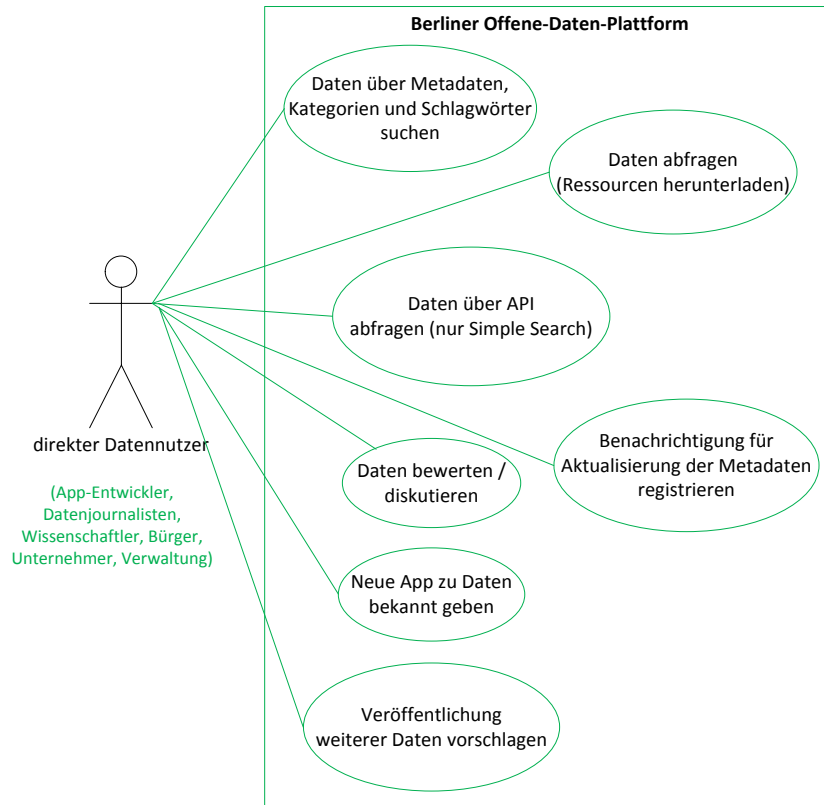 Berliner Offene-Daten-Plattform
Daten über Metadaten,
Kategorien und Schlagwörter
suchen
Daten abfragen
(Ressourcen herunterladen)
Daten über API
abfragen (nur Simple Search)
direkter Datennutzer
(App-Entwickler,
Datenjournalisten,
Wissenschaftler, Bürger,
Unternehmer, Verwaltung)
Benachrichtigung für
Aktualisierung der Metadaten
registrieren
Daten bewerten /
diskutieren
Neue App zu Daten
bekannt geben
Veröffentlichung
weiterer Daten vorschlagen